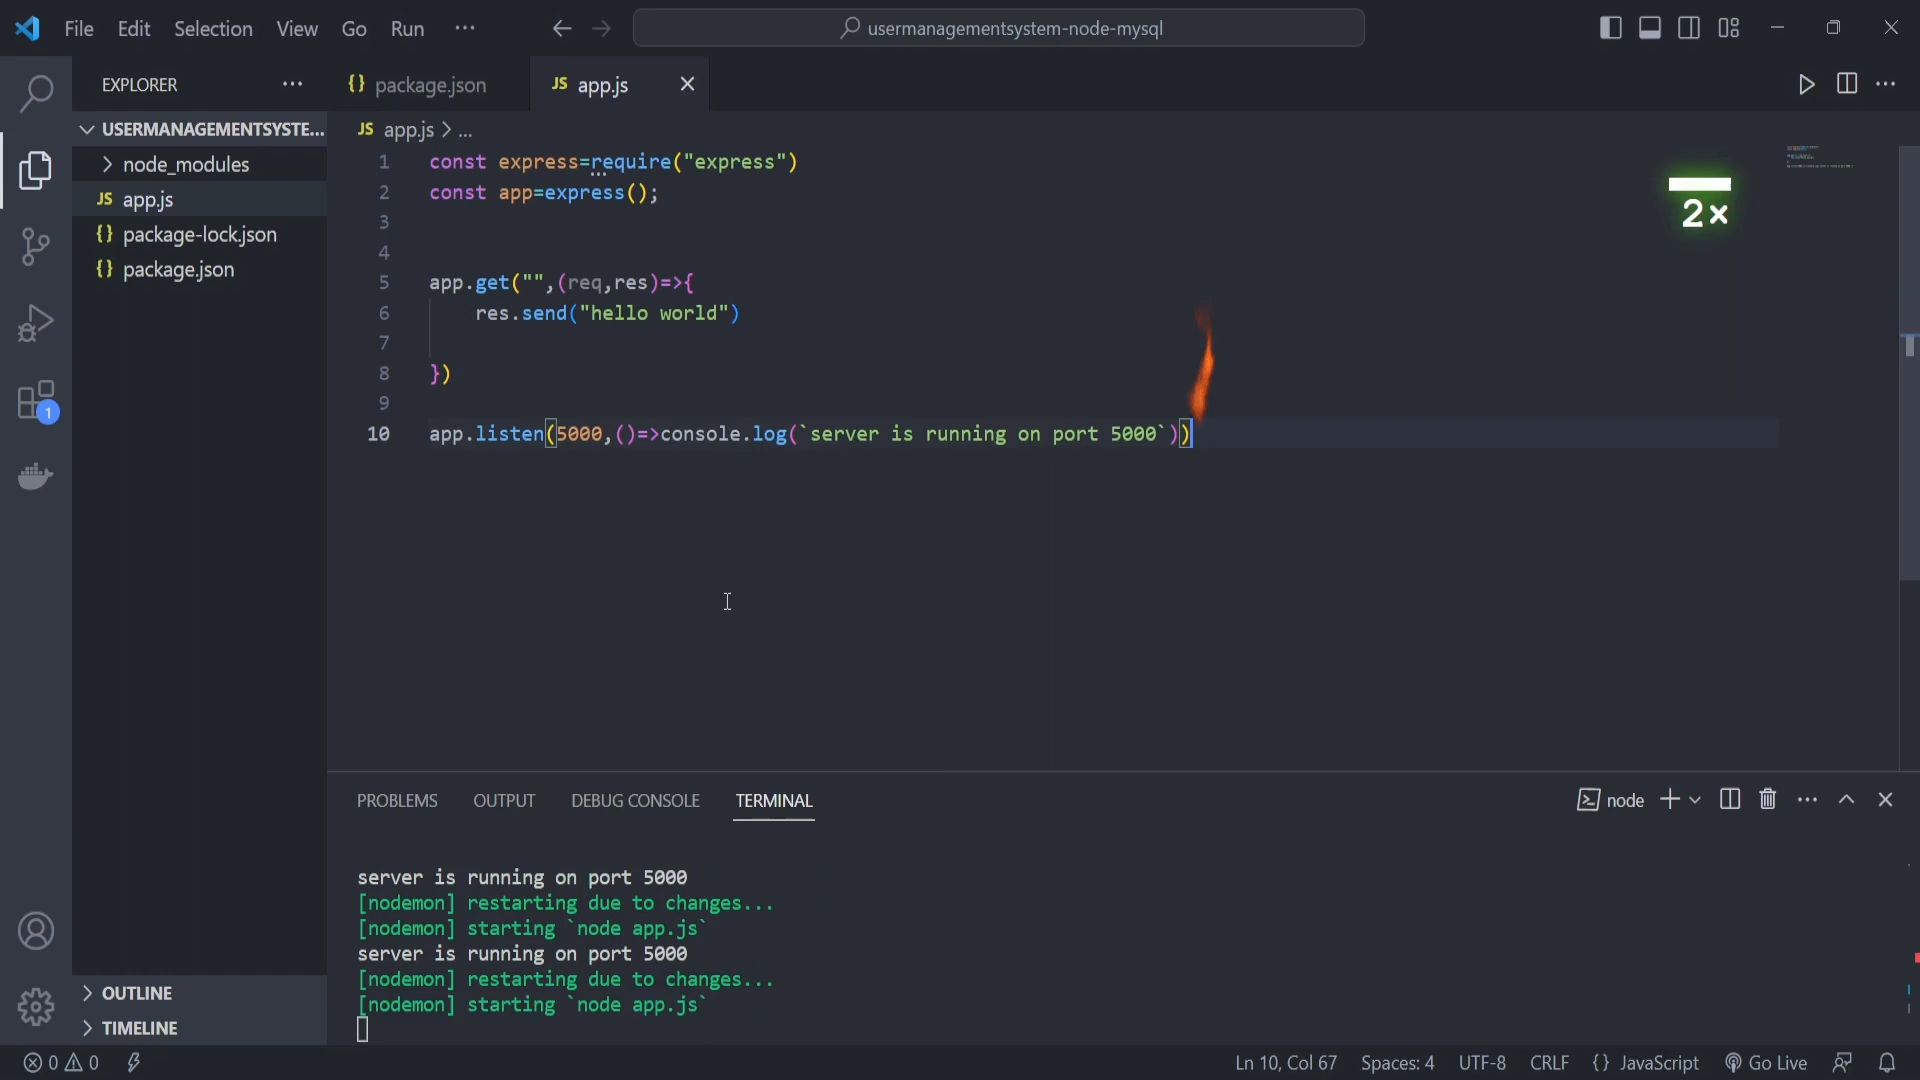 File Edit Selection View Go Run ... usermanagementsystem-node-mysql
EXPLORER ...
{} package.json
JS app.js
USERMANAGEMENTSYSTE...
node_modules
JS app.js
{} package-lock.json
{} package.json
JS app.js > ...
1 const express=require("express")
2 const app=express();
3
4
5 app.get("",(req,res)=>{
6 res.send("hello world")
7
8 })
9
10 app.listen(5000,()=>console.log(`server is running on port 5000`))
2×
1
PROBLEMS OUTPUT DEBUG CONSOLE TERMINAL
node
server is running on port 5000
[nodemon] restarting due to changes...
[nodemon] starting `node app.js`
server is running on port 5000
[nodemon] restarting due to changes...
[nodemon] starting `node app.js`
OUTLINE
TIMELINE
0 0 Ln 10, Col 67 Spaces: 4 UTF-8 CRLF {} JavaScript Go Live